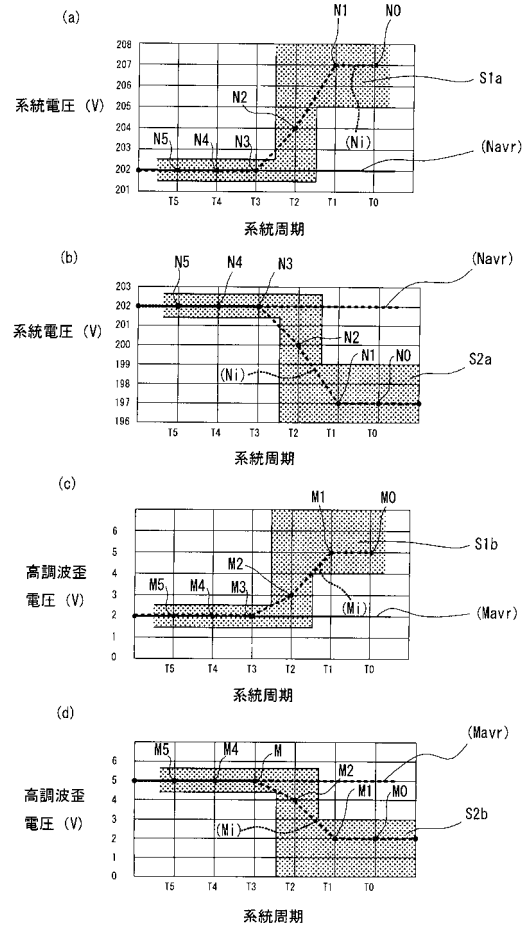 (a)
N1 N0
208
207
206
205
204
203
202
201
系統電圧 (V)
S1a
N2
(Ni)
(Navr)
N5 N4 N3
T5 T4 T3 T2 T1 T0
系統周期
(b)
N5 N4 N3
(Navr)
203
202
201
200
199
198
197
196
系統電圧 (V)
N2
(Ni)
N1 N0
S2a
T5 T4 T3 T2 T1 T0
系統周期
(c)
M1 M0
6
5
4
3
2
1
0
高調波歪
電圧 (V)
S1b
M2
M5 M4 M3
(Mi)
(Mavr)
T5 T4 T3 T2 T1 T0
系統周期
(d)
M5 M4 M
(Mavr)
6
5
4
3
2
1
0
高調波歪
電圧 (V)
M2
(Mi)
M1 M0
S2b
T5 T4 T3 T2 T1 T0
系統周期